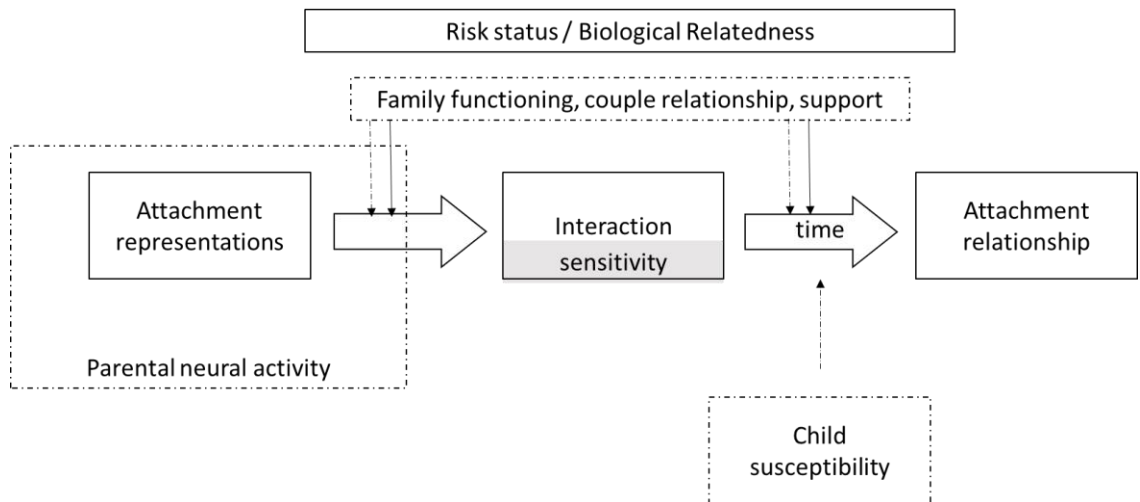 Risk status / Biological Relatedness
Family functioning, couple relationship, support
Attachment
representations
Interaction
sensitivity
time
Attachment
relationship
Parental neural activity
Child
susceptibility